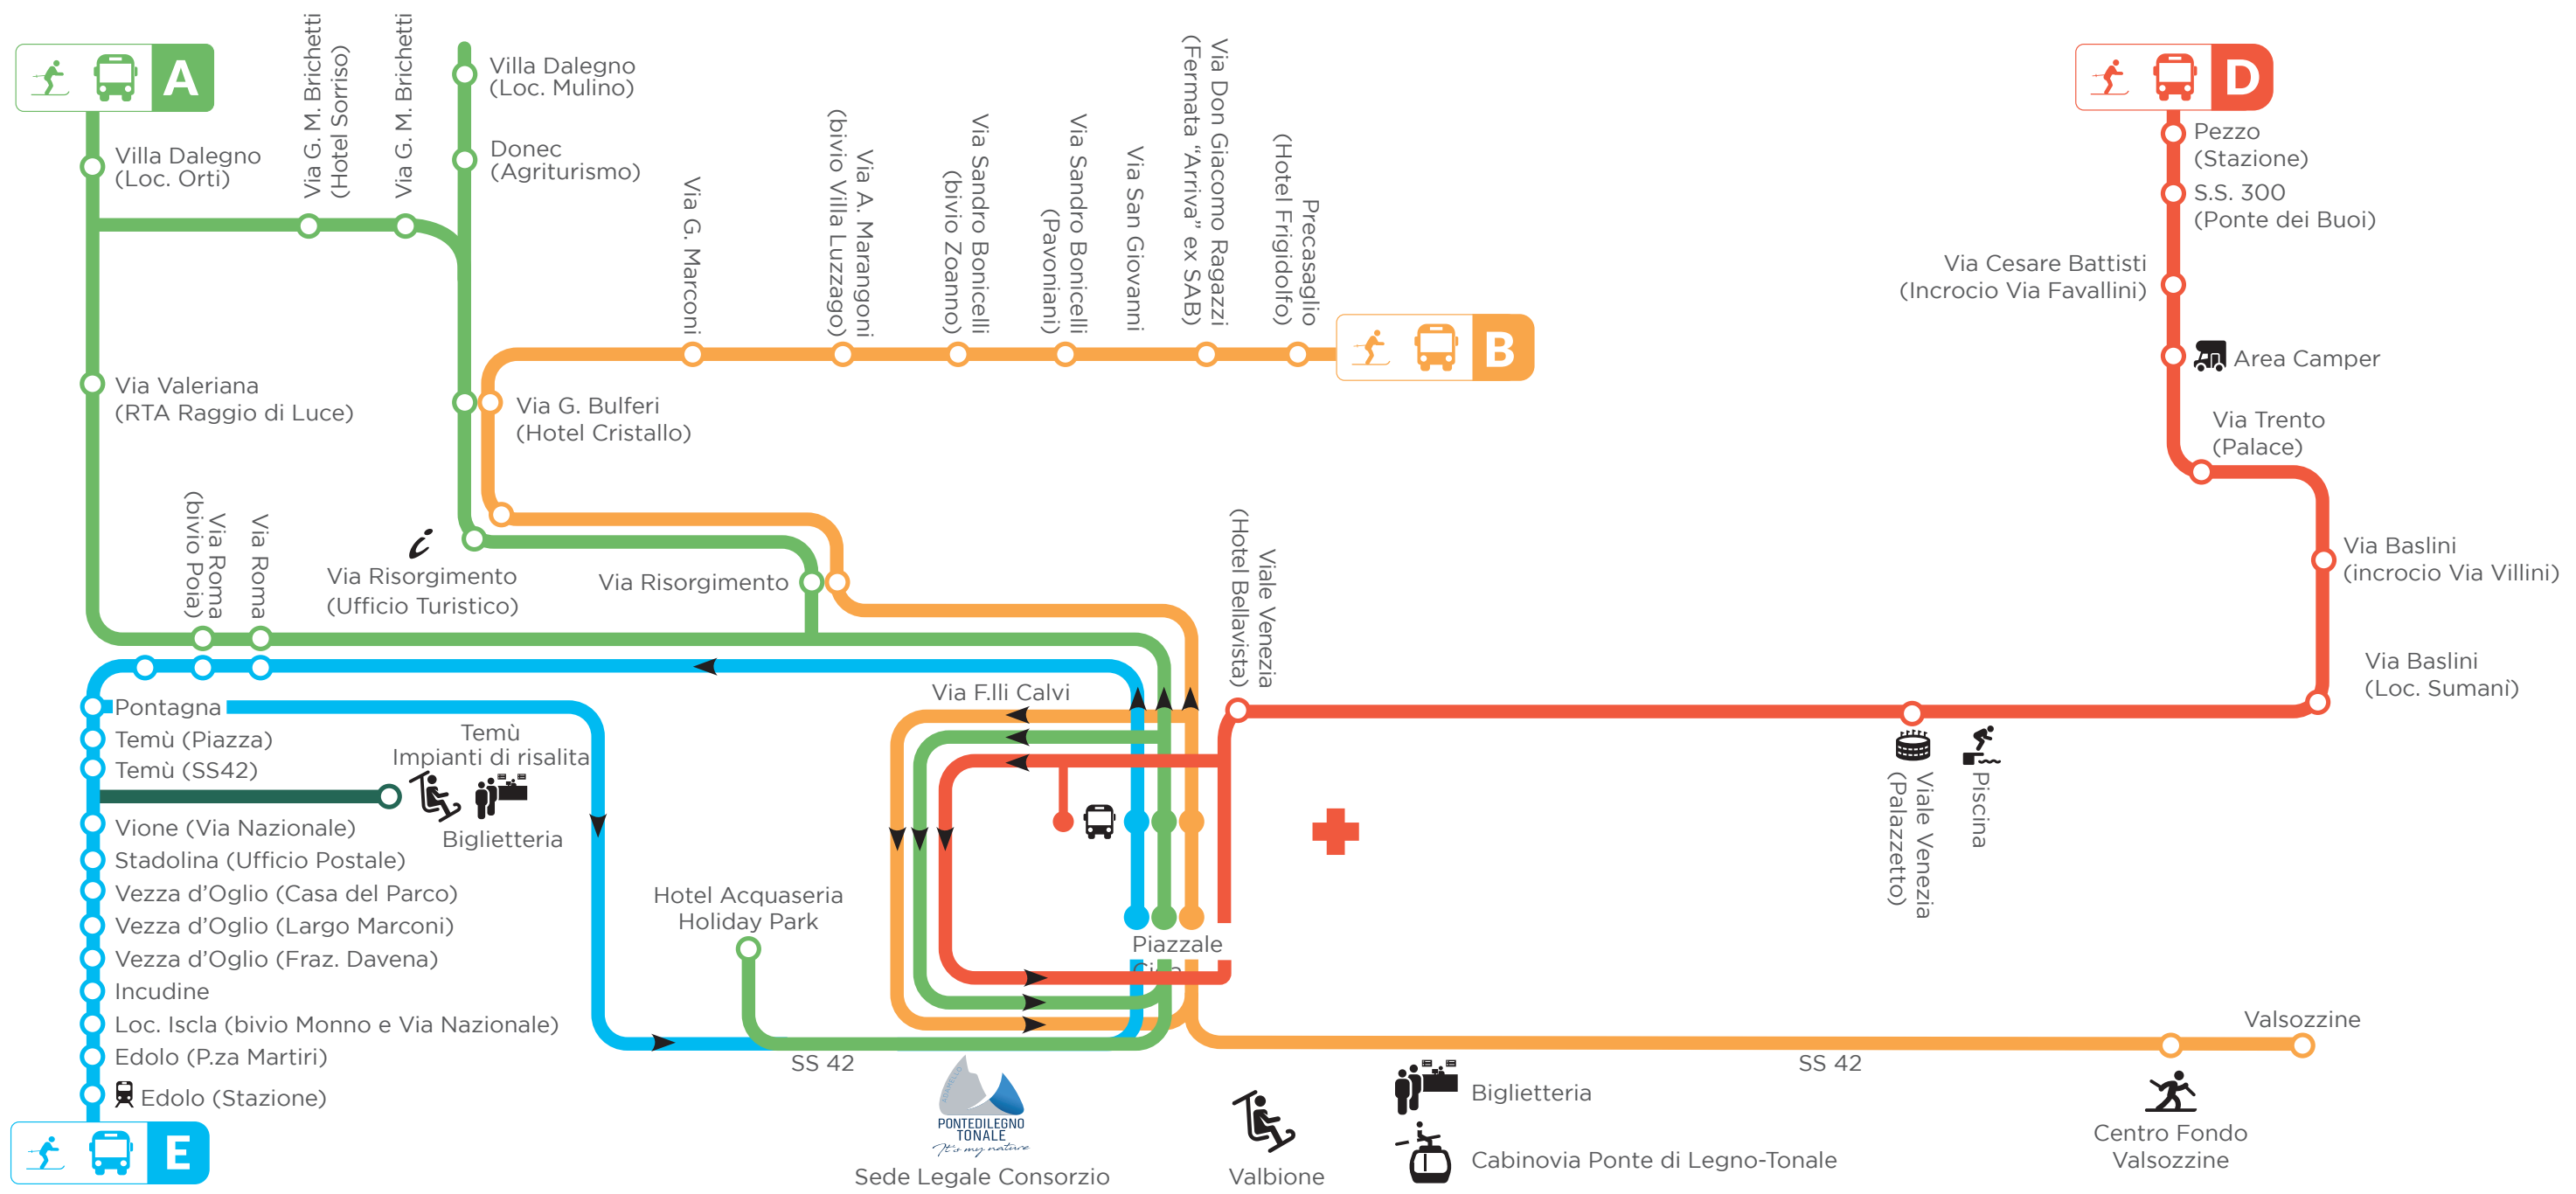 A
Villa Dalegno
(Loc. Orti)
Via G. M. Brichetti
(Hotel Sorriso)
Via G. M. Brichetti
Villa Dalegno
(Loc. Mulino)
Donec
(Agriturismo)
Via G. Marconi
Via A. Marangoni
(bivio Villa Luzzago)
Via Sandro Bonicelli
(bivio Zoanno)
Via Sandro Bonicelli
(Pavoniani)
Via San Giovanni
Via Don Giacomo Ragazzi
(Fermata “Arriva” ex SAB)
Precasaglio
(Hotel Frigidolfo)
B
D
Pezzo
(Stazione)
S.S. 300
(Ponte dei Buoi)
Via Cesare Battisti
(Incrocio Via Favallini)
Area Camper
Via Trento
(Palace)
Via Baslini
(incrocio Via Villini)
Via Baslini
(Loc. Sumani)
Via Valeriana
(RTA Raggio di Luce)
Via G. Bulferi
(Hotel Cristallo)
Via Roma
(bivio Poia)
Via Roma
i
Via Risorgimento
(Ufficio Turistico)
Via Risorgimento
Viale Venezia
(Hotel Bellavista)
Via F.lli Calvi
Viale Venezia
(Palazzetto)
Piscina
Pontagna
Temù (Piazza)
Temù (SS42)
Temù
Impianti di risalita
Biglietteria
Vione (Via Nazionale)
Stadolina (Ufficio Postale)
Vezza d’Oglio (Casa del Parco)
Vezza d’Oglio (Largo Marconi)
Vezza d’Oglio (Fraz. Davena)
Incudine
Loc. Iscla (bivio Monno e Via Nazionale)
Edolo (P.za Martiri)
Edolo (Stazione)
E
Hotel Acquaseria
Holiday Park
Piazzale
SS 42
ADAMELLO
PONTEDILEGNO
TONALE
It's my nature
Sede Legale Consorzio
Valbione
Biglietteria
Cabinovia Ponte di Legno-Tonale
SS 42
Valsozzine
Centro Fondo
Valsozzine